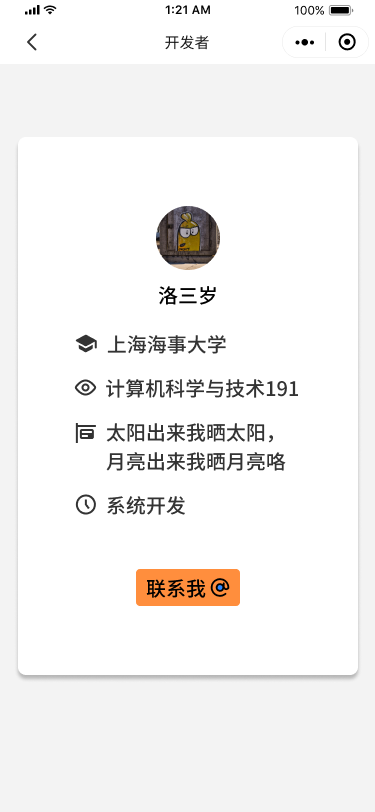 1:21 AM
100%
开发者
洛三岁
上海海事大学
计算机科学与技术191
太阳出来我晒太阳，
月亮出来我晒月亮咯
系统开发
联系我